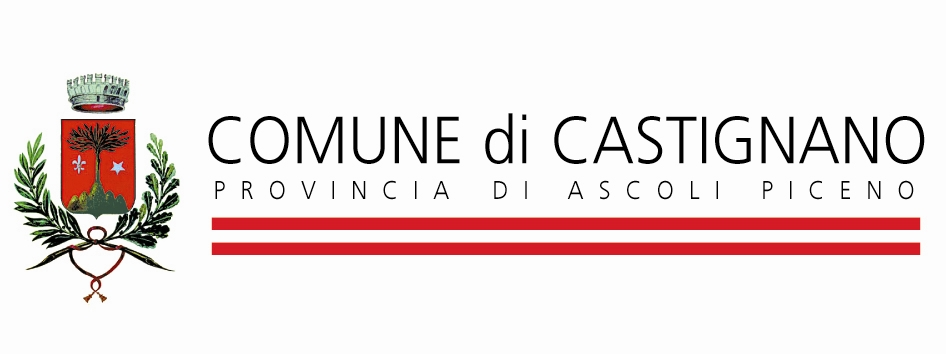 COMUNE di CASTIGNANO
PROVINCIA DI ASCOLI PICENO